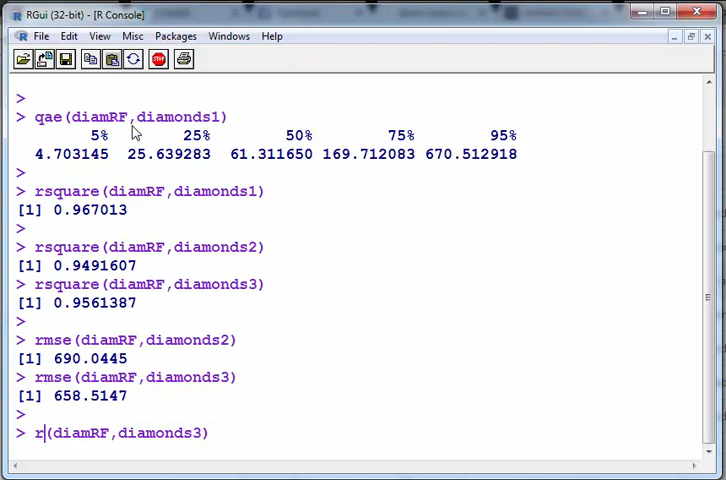 RGui (32-bit) - [R Console]
File Edit View Misc Packages Windows Help
STOP
>
> qae(diamRF,diamonds1)
5% 25% 50% 75% 95%
4.703145 25.639283 61.311650 169.712083 670.512918
>
> rsquare(diamRF,diamonds1)
[1] 0.967013
>
> rsquare(diamRF,diamonds2)
[1] 0.9491607
> rsquare(diamRF,diamonds3)
[1] 0.9561387
>
> rmse(diamRF,diamonds2)
[1] 690.0445
> rmse(diamRF,diamonds3)
[1] 658.5147
>
> r(diamRF,diamonds3)